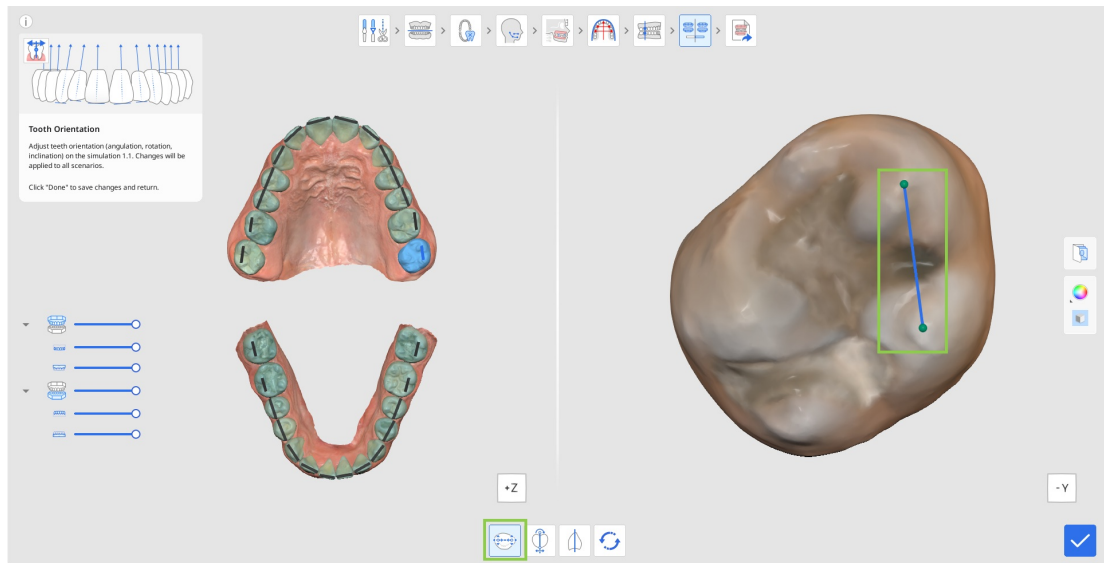 Tooth Orientation
Adjust teeth orientation (angulation, rotation,
inclination) on the simulation 1.1. Changes will be
applied to all scenarios.
Click "Done" to save changes and return.
+Z
- Y